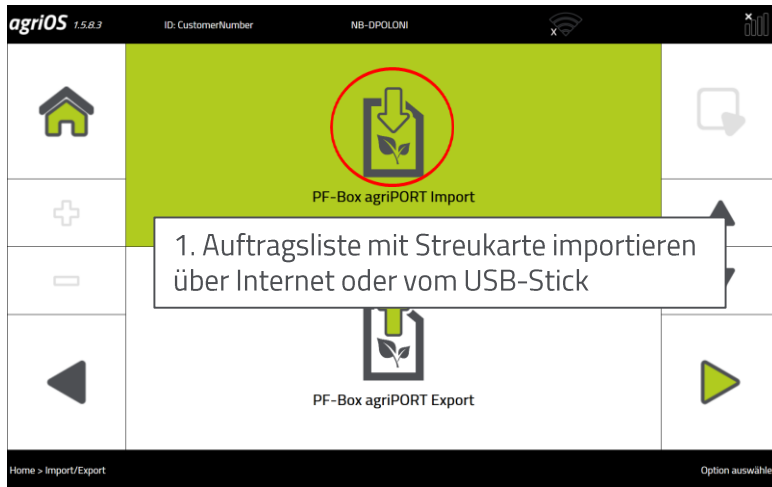 agriOS 1.5.8.3
ID: CustomerNumber
NB-DPOLONI
x
x
PF-Box agriPORT Import
1. Auftragsliste mit Streukarte importieren
über Internet oder vom USB-Stick
PF-Box agriPORT Export
Home > Import/Export
Option auswähle